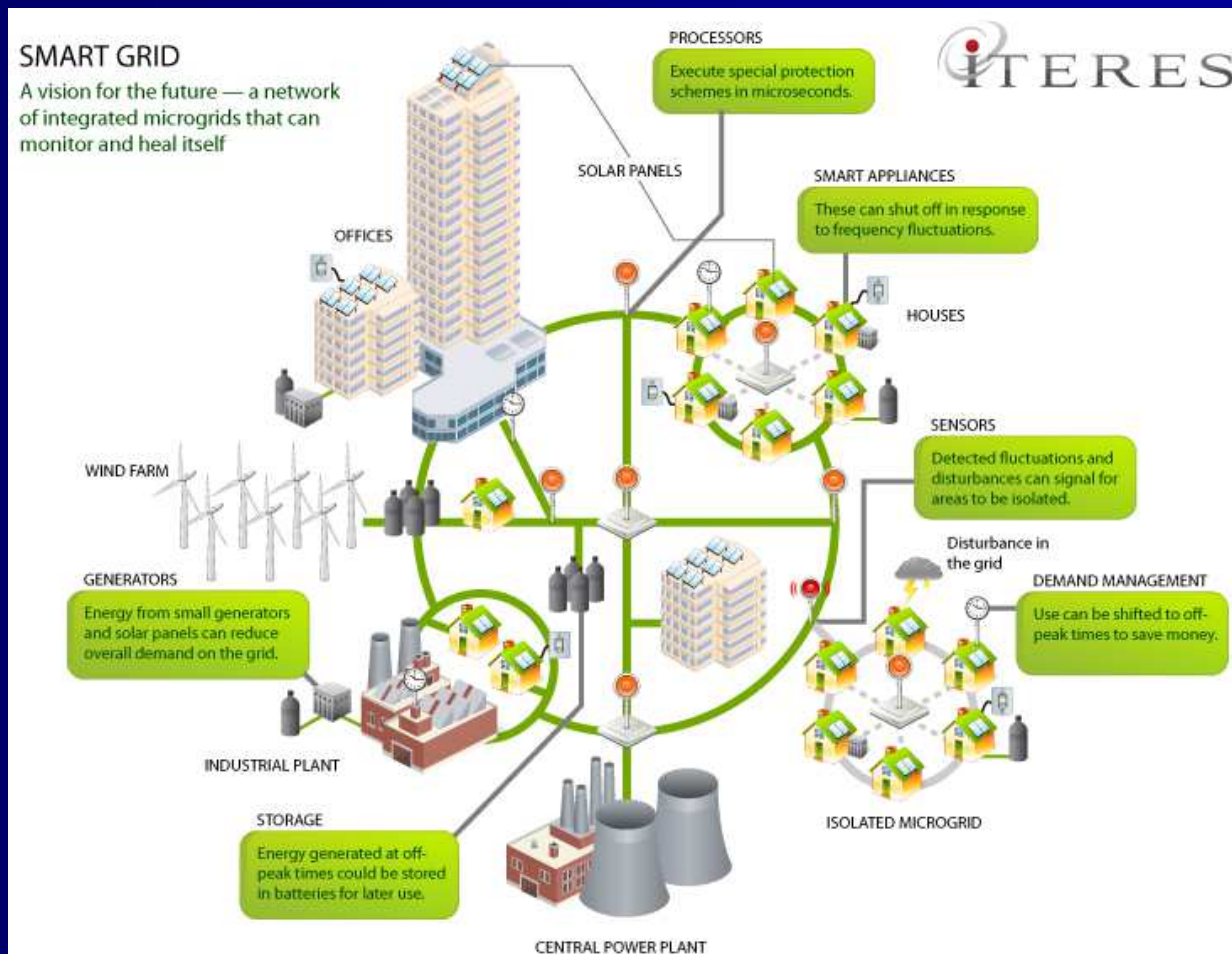 SMART GRID
A vision for the future — a network
of integrated microgrids that can
monitor and heal itself
PROCESSORS
Execute special protection
schemes in microseconds.
iTERES
SOLAR PANELS
SMART APPLIANCES
These can shut off in response
to frequency fluctuations.
OFFICES
HOUSES
SENSORS
Detected fluctuations and
disturbances can signal for
areas to be isolated.
WIND FARM
Disturbance in
the grid
GENERATORS
Energy from small generators
and solar panels can reduce
overall demand on the grid.
DEMAND MANAGEMENT
Use can be shifted to off-
peak times to save money.
INDUSTRIAL PLANT
STORAGE
Energy generated at off-
peak times could be stored
in batteries for later use.
ISOLATED MICROGRID
CENTRAL POWER PLANT